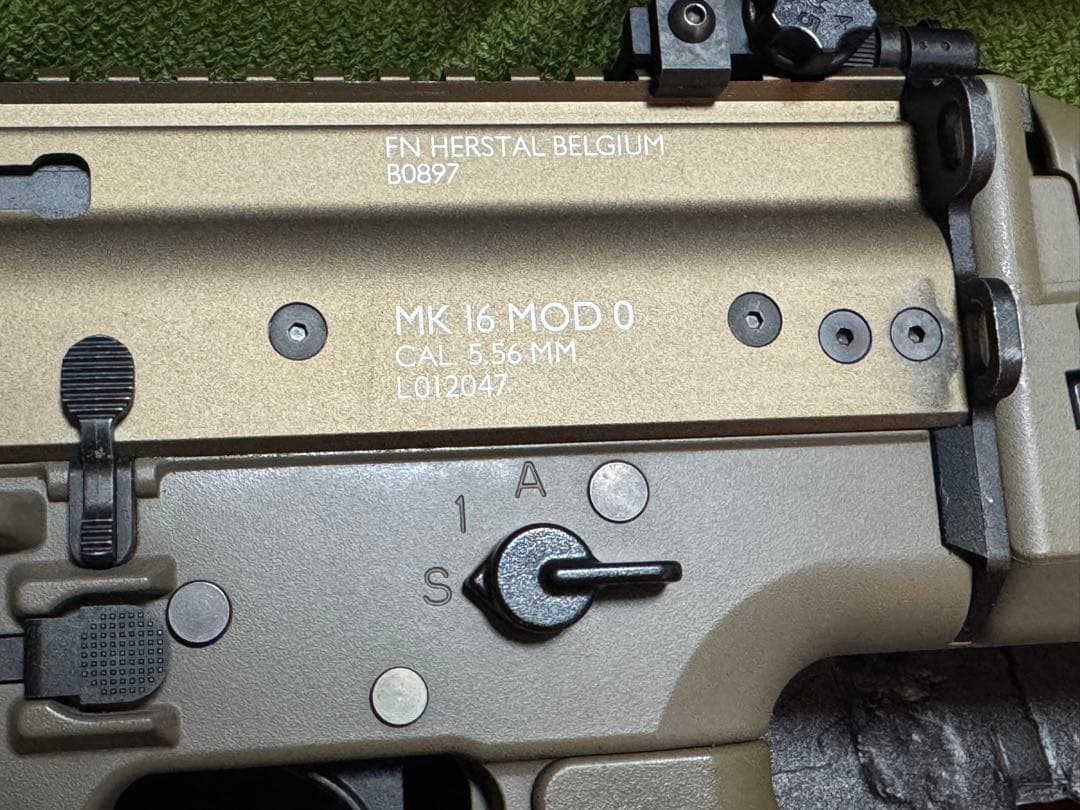 FN HERSTAL BELGIUM
B0897
MK 16 MOD 0
CAL. 5.56 MM
L012047
A
1
S